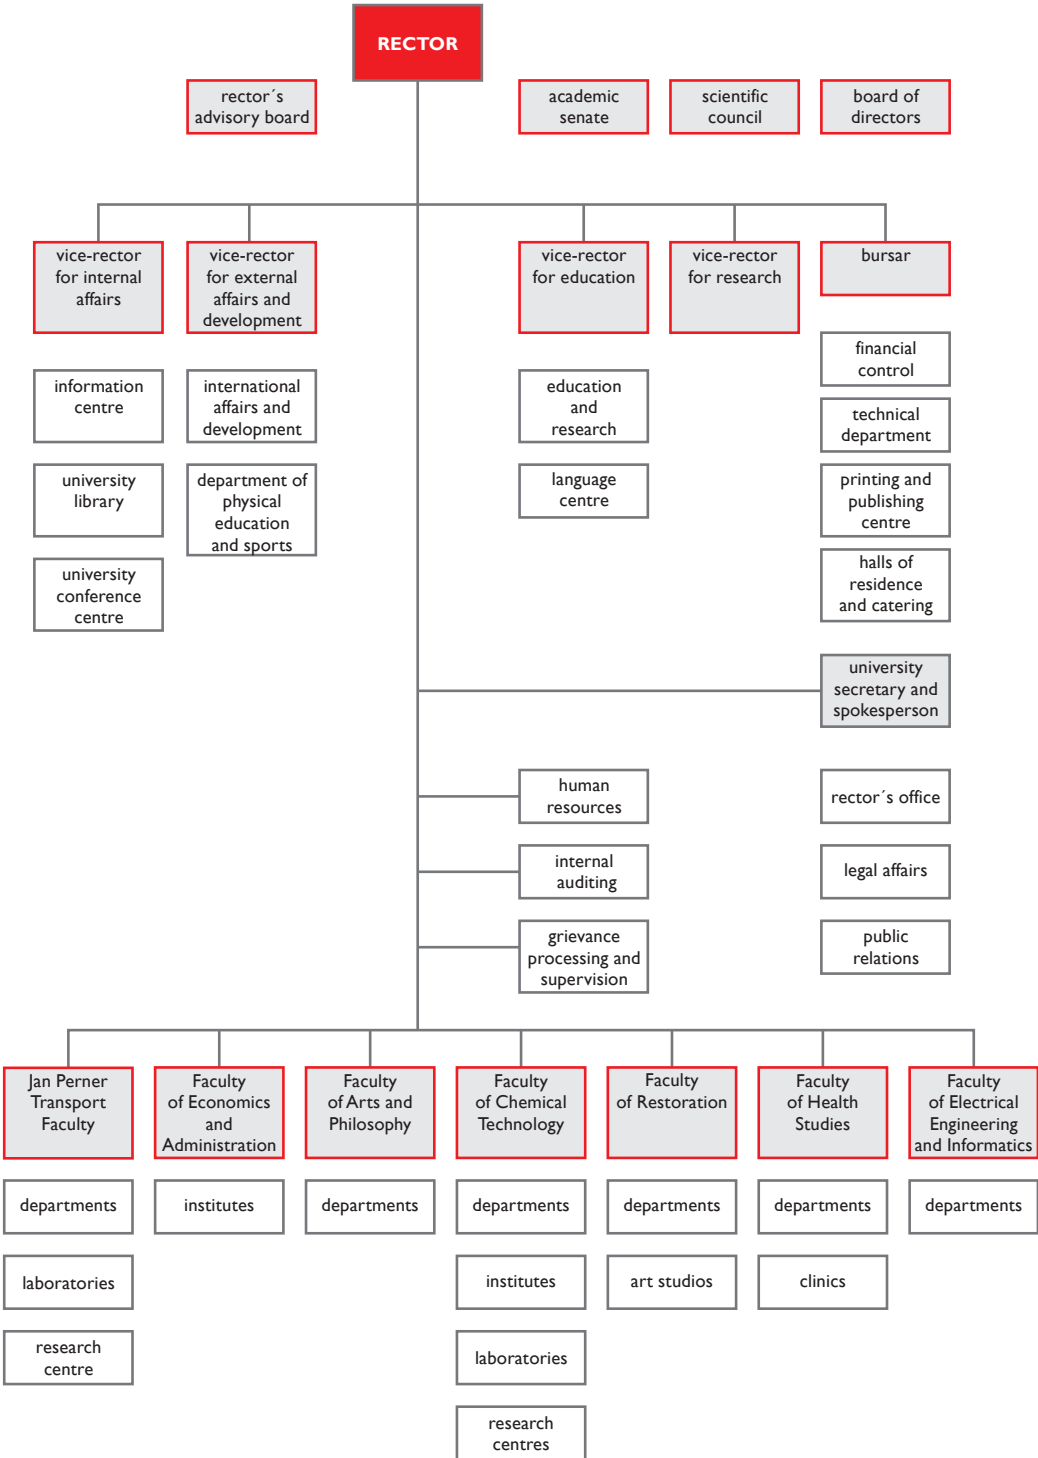 RECTOR
rector´s
advisory board
academic
senate
scientific
council
board of
directors
vice-rector
for internal
affairs
vice-rector
for external
affairs and
development
vice-rector
for education
vice-rector
for research
bursar
information
centre
university
library
university
conference
centre
international
affairs and
development
department of
physical
education
and sports
education
and
research
language
centre
financial
control
technical
department
printing and
publishing
centre
halls of
residence
and catering
university
secretary and
spokesperson
human
resources
internal
auditing
grievance
processing and
supervision
rector´s office
legal affairs
public
relations
Jan Perner
Transport
Faculty
Faculty
of Economics
and
Administration
Faculty
of Arts and
Philosophy
Faculty
of Chemical
Technology
Faculty
of Restoration
Faculty
of Health
Studies
Faculty
of Electrical
Engineering
and Informatics
departments
laboratories
research
centre
institutes
departments
departments
institutes
laboratories
research
centres
departments
art studios
departments
clinics
departments